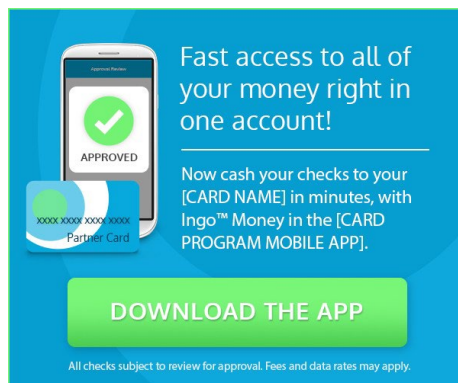 Fast access to all of
your money right in
one account!
Approval Review
APPROVED
Now cash your checks to your
[CARD NAME] in minutes, with
Ingo™ Money in the [CARD
PROGRAM MOBILE APP].
XXXX XXXX XXXX XXXX
Partner Card
DOWNLOAD THE APP
All checks subject to review for approval. Fees and data rates may apply.